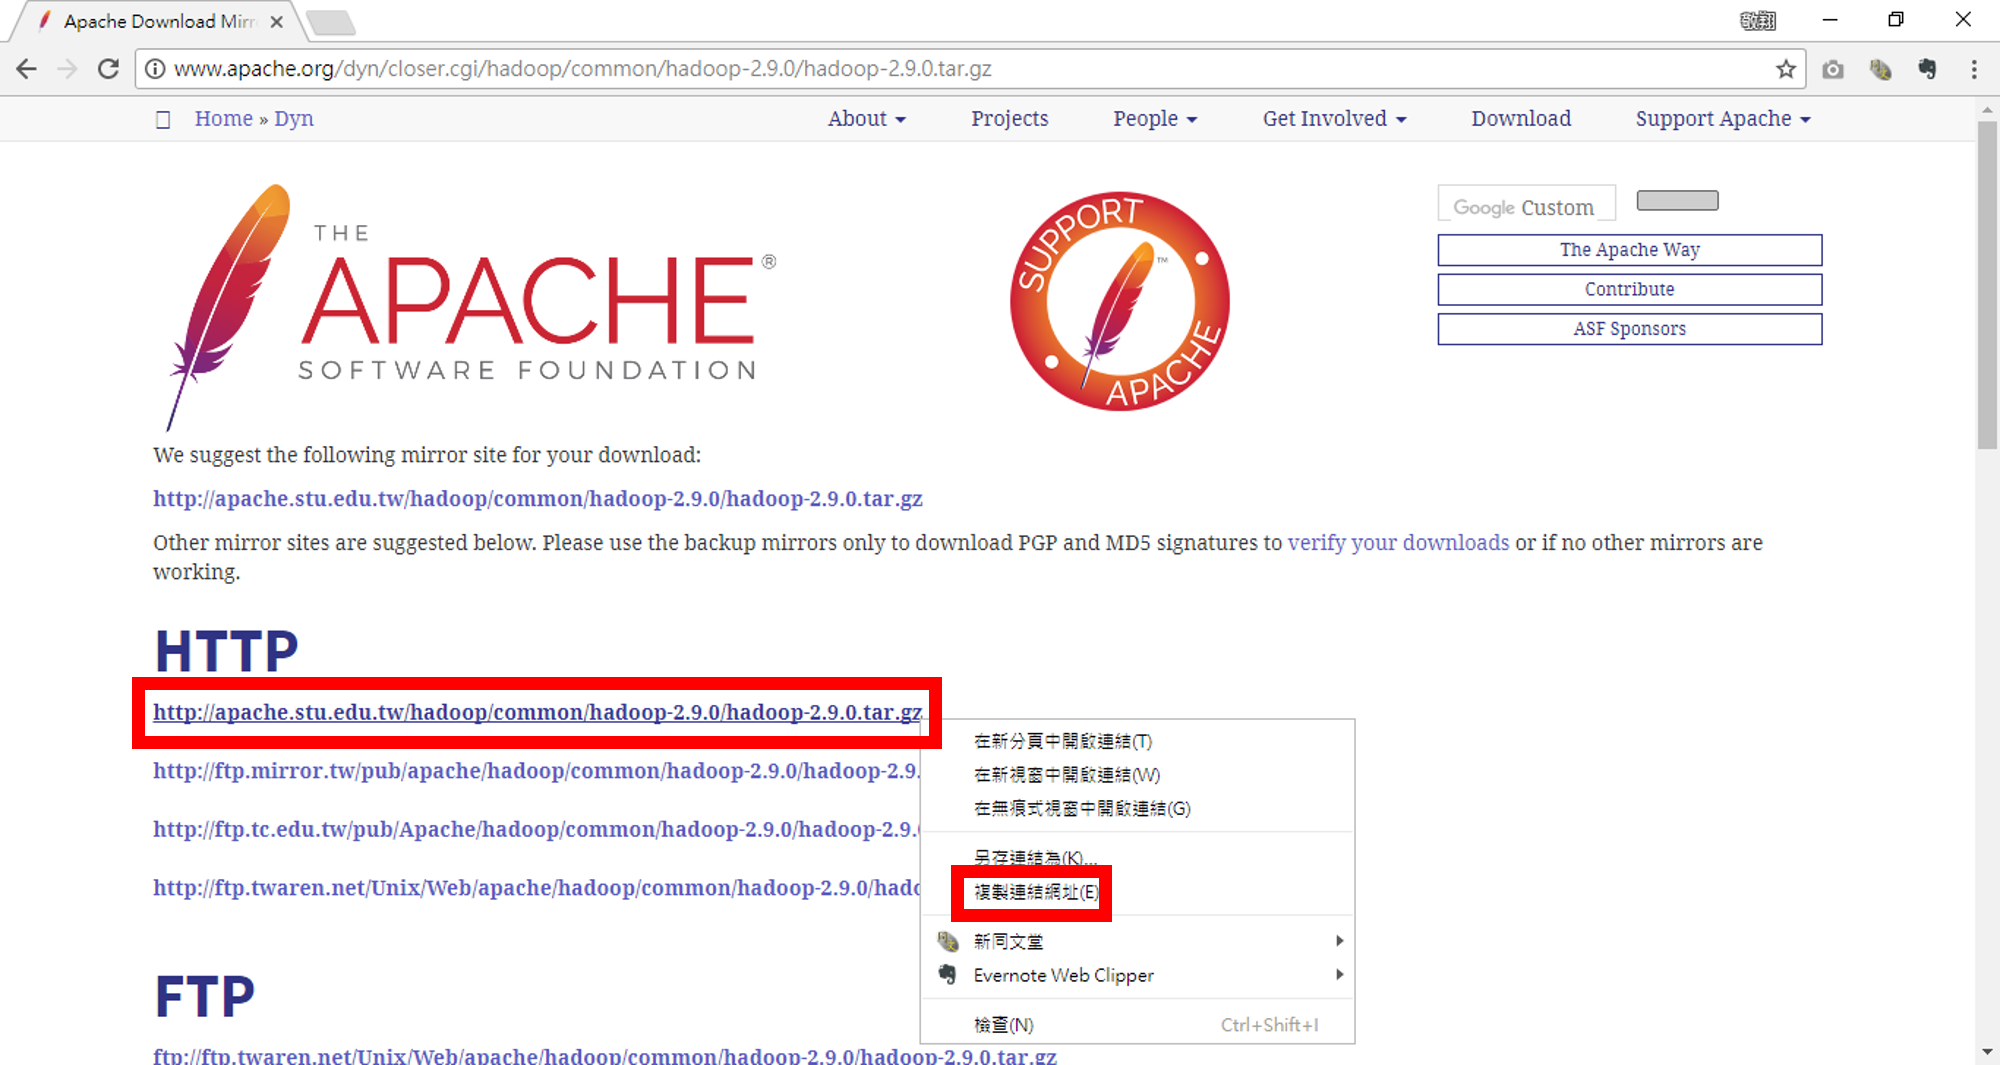 Apache Download Mirr
敬翔
www.apache.org/dyn/closer.cgi/hadoop/common/hadoop-2.9.0/hadoop-2.9.0.tar.gz
Home » Dyn
About
Projects
People
Get Involved
Download
Support Apache
THE
APACHE®
SOFTWARE FOUNDATION
SUPPORT
TM
APACHE
Google Custom
The Apache Way
Contribute
ASF Sponsors
We suggest the following mirror site for your download:
http://apache.stu.edu.tw/hadoop/common/hadoop-2.9.0/hadoop-2.9.0.tar.gz
Other mirror sites are suggested below. Please use the backup mirrors only to download PGP and MD5 signatures to verify your downloads or if no other mirrors are
working.
HTTP
http://apache.stu.edu.tw/hadoop/common/hadoop-2.9.0/hadoop-2.9.0.tar.gz
http://ftp.mirror.tw/pub/apache/hadoop/common/hadoop-2.9.0/hadoop-2.9.
http://ftp.tc.edu.tw/pub/Apache/hadoop/common/hadoop-2.9.0/hadoop-2.9.
http://ftp.twaren.net/Unix/Web/apache/hadoop/common/hadoop-2.9.0/hado
在新分頁中開啟連結(T)
在新視窗中開啟連結(W)
在無痕式視窗中開啟連結(G)
另存連結為(K)...
複製連結網址(E)
新同文堂
Evernote Web Clipper
檢查(N) Ctrl+Shift+I
FTP
ftp://ftp.twaren.net/Unix/Web/apache/hadoop/common/hadoop-2.9.0/hadoop-2.9.0.tar.gz